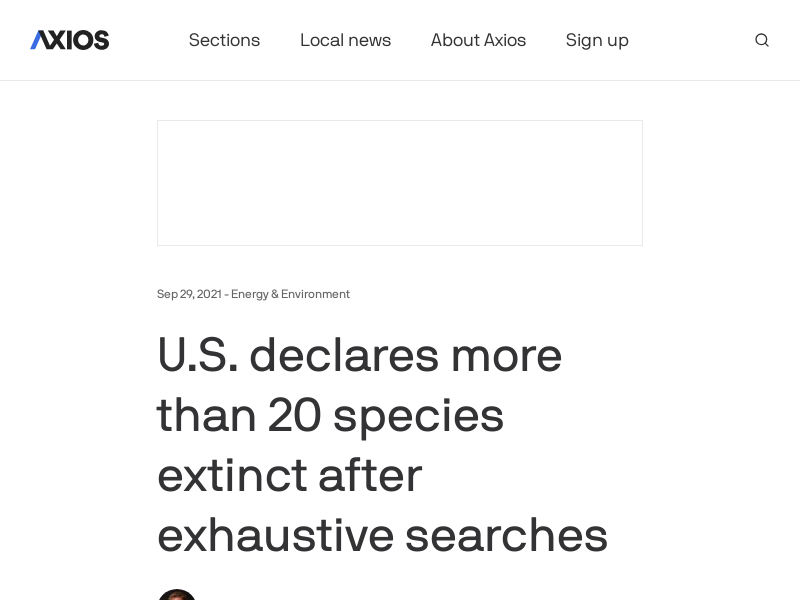 AXIOS
Sections
Local news
About Axios
Sign up
Sep 29, 2021 - Energy & Environment
U.S. declares more
than 20 species
extinct after
exhaustive searches